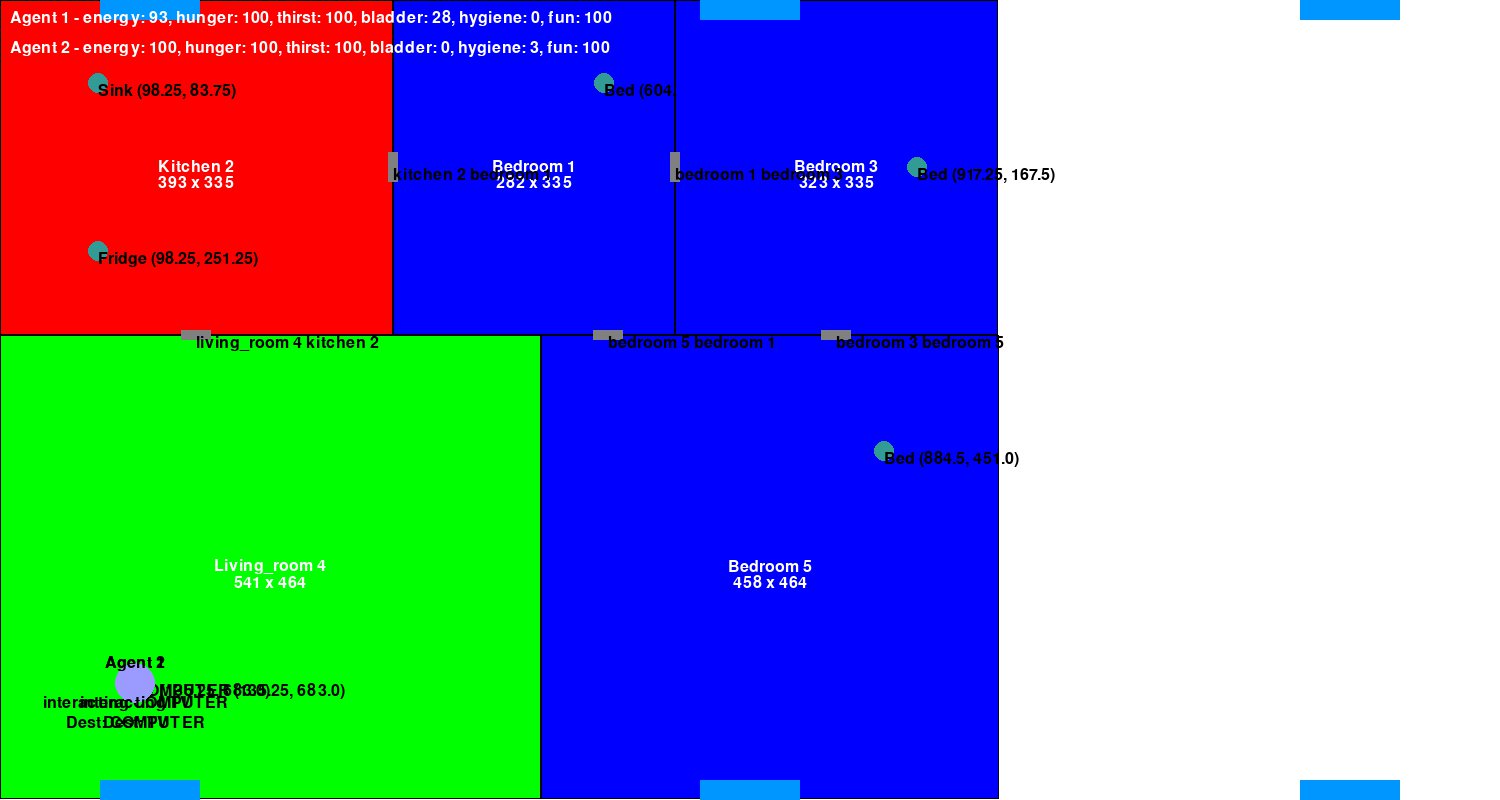 Agent 1 - energy: 93, hunger: 100, thirst: 100, bladder: 28, hygiene: 0, fun: 100
Agent 2 - energy: 100, hunger: 100, thirst: 100, bladder: 0, hygiene: 3, fun: 100
Sink (98.25, 83.75)
Bed (604.
Kitchen 2
393 x 335
kitchen 2 bedroom 1
Bedroom 1
282 x 335
bedroom 1 bedroom 3
Bedroom 3
323 x 335
Bed (917.25, 167.5)
Fridge (98.25, 251.25)
living_room 4 kitchen 2
bedroom 5 bedroom 1
bedroom 3 bedroom 5
Bed (884.5, 451.0)
Living_room 4
541 x 464
Bedroom 5
458 x 464
Agent
683.0)
interacting COMPUTER
Dest: COMPUTER